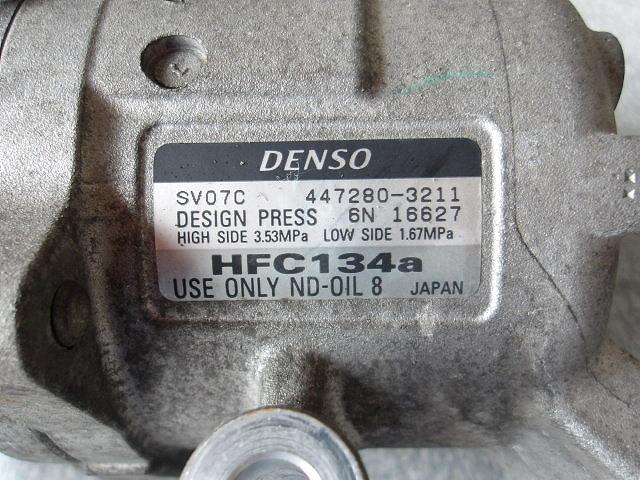 DENSO
SV07C 447280-3211
DESIGN PRESS 6N 16627
HIGH SIDE 3.53MPa LOW SIDE 1.67MPa
HFC134a
USE ONLY ND-OIL 8 JAPAN